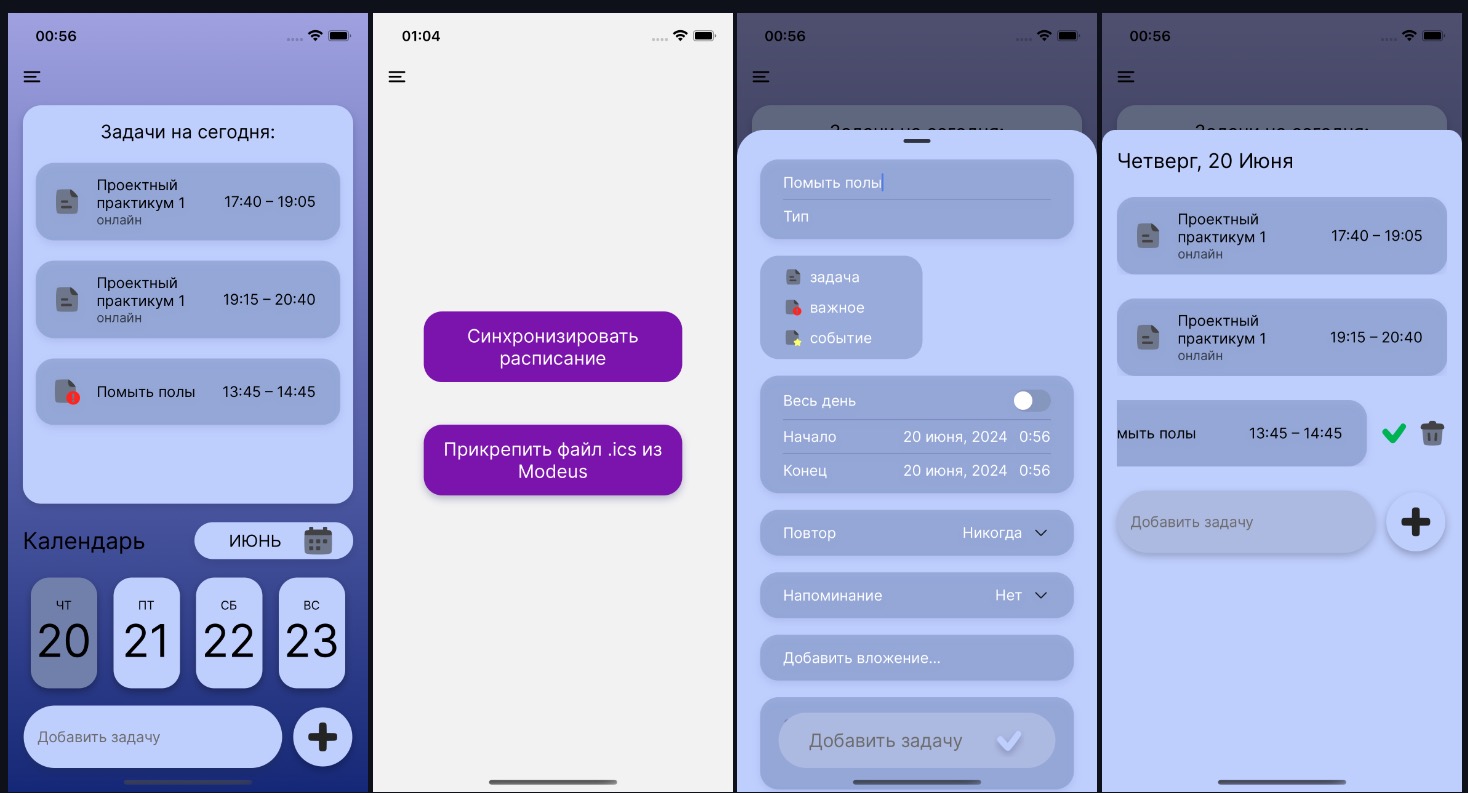 00:56
Задачи на сегодня:
Проектный
практикум 1
онлайн
17:40 – 19:05
Проектный
практикум 1
онлайн
19:15 – 20:40
Помыть полы
13:45 – 14:45
Календарь
ИЮНЬ
ЧТ
20
ПТ
21
СБ
22
ВС
23
Добавить задачу
01:04
Синхронизировать
расписание
Прикрепить файл .ics из
Modeus
00:56
Задачи на сегодня:
Помыть полы
Тип
задача
важное
событие
Весь день
Начало 20 июня, 2024 0:56
Конец 20 июня, 2024 0:56
Повтор Никогда
Напоминание Нет
Добавить вложение...
Добавить задачу
00:56
Задачи на сегодня:
Четверг, 20 Июня
Проектный
практикум 1
онлайн
17:40 – 19:05
Проектный
практикум 1
онлайн
19:15 – 20:40
мыть полы
13:45 – 14:45
Добавить задачу